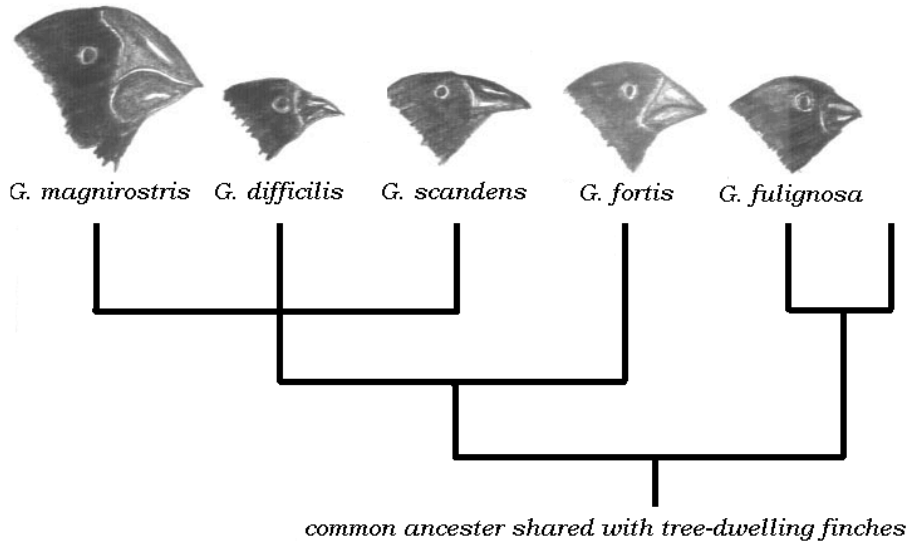 G. magnirostris G. difficilis G. scandens G. fortis G. fulignosa
common ancester shared with tree-dwelling finches